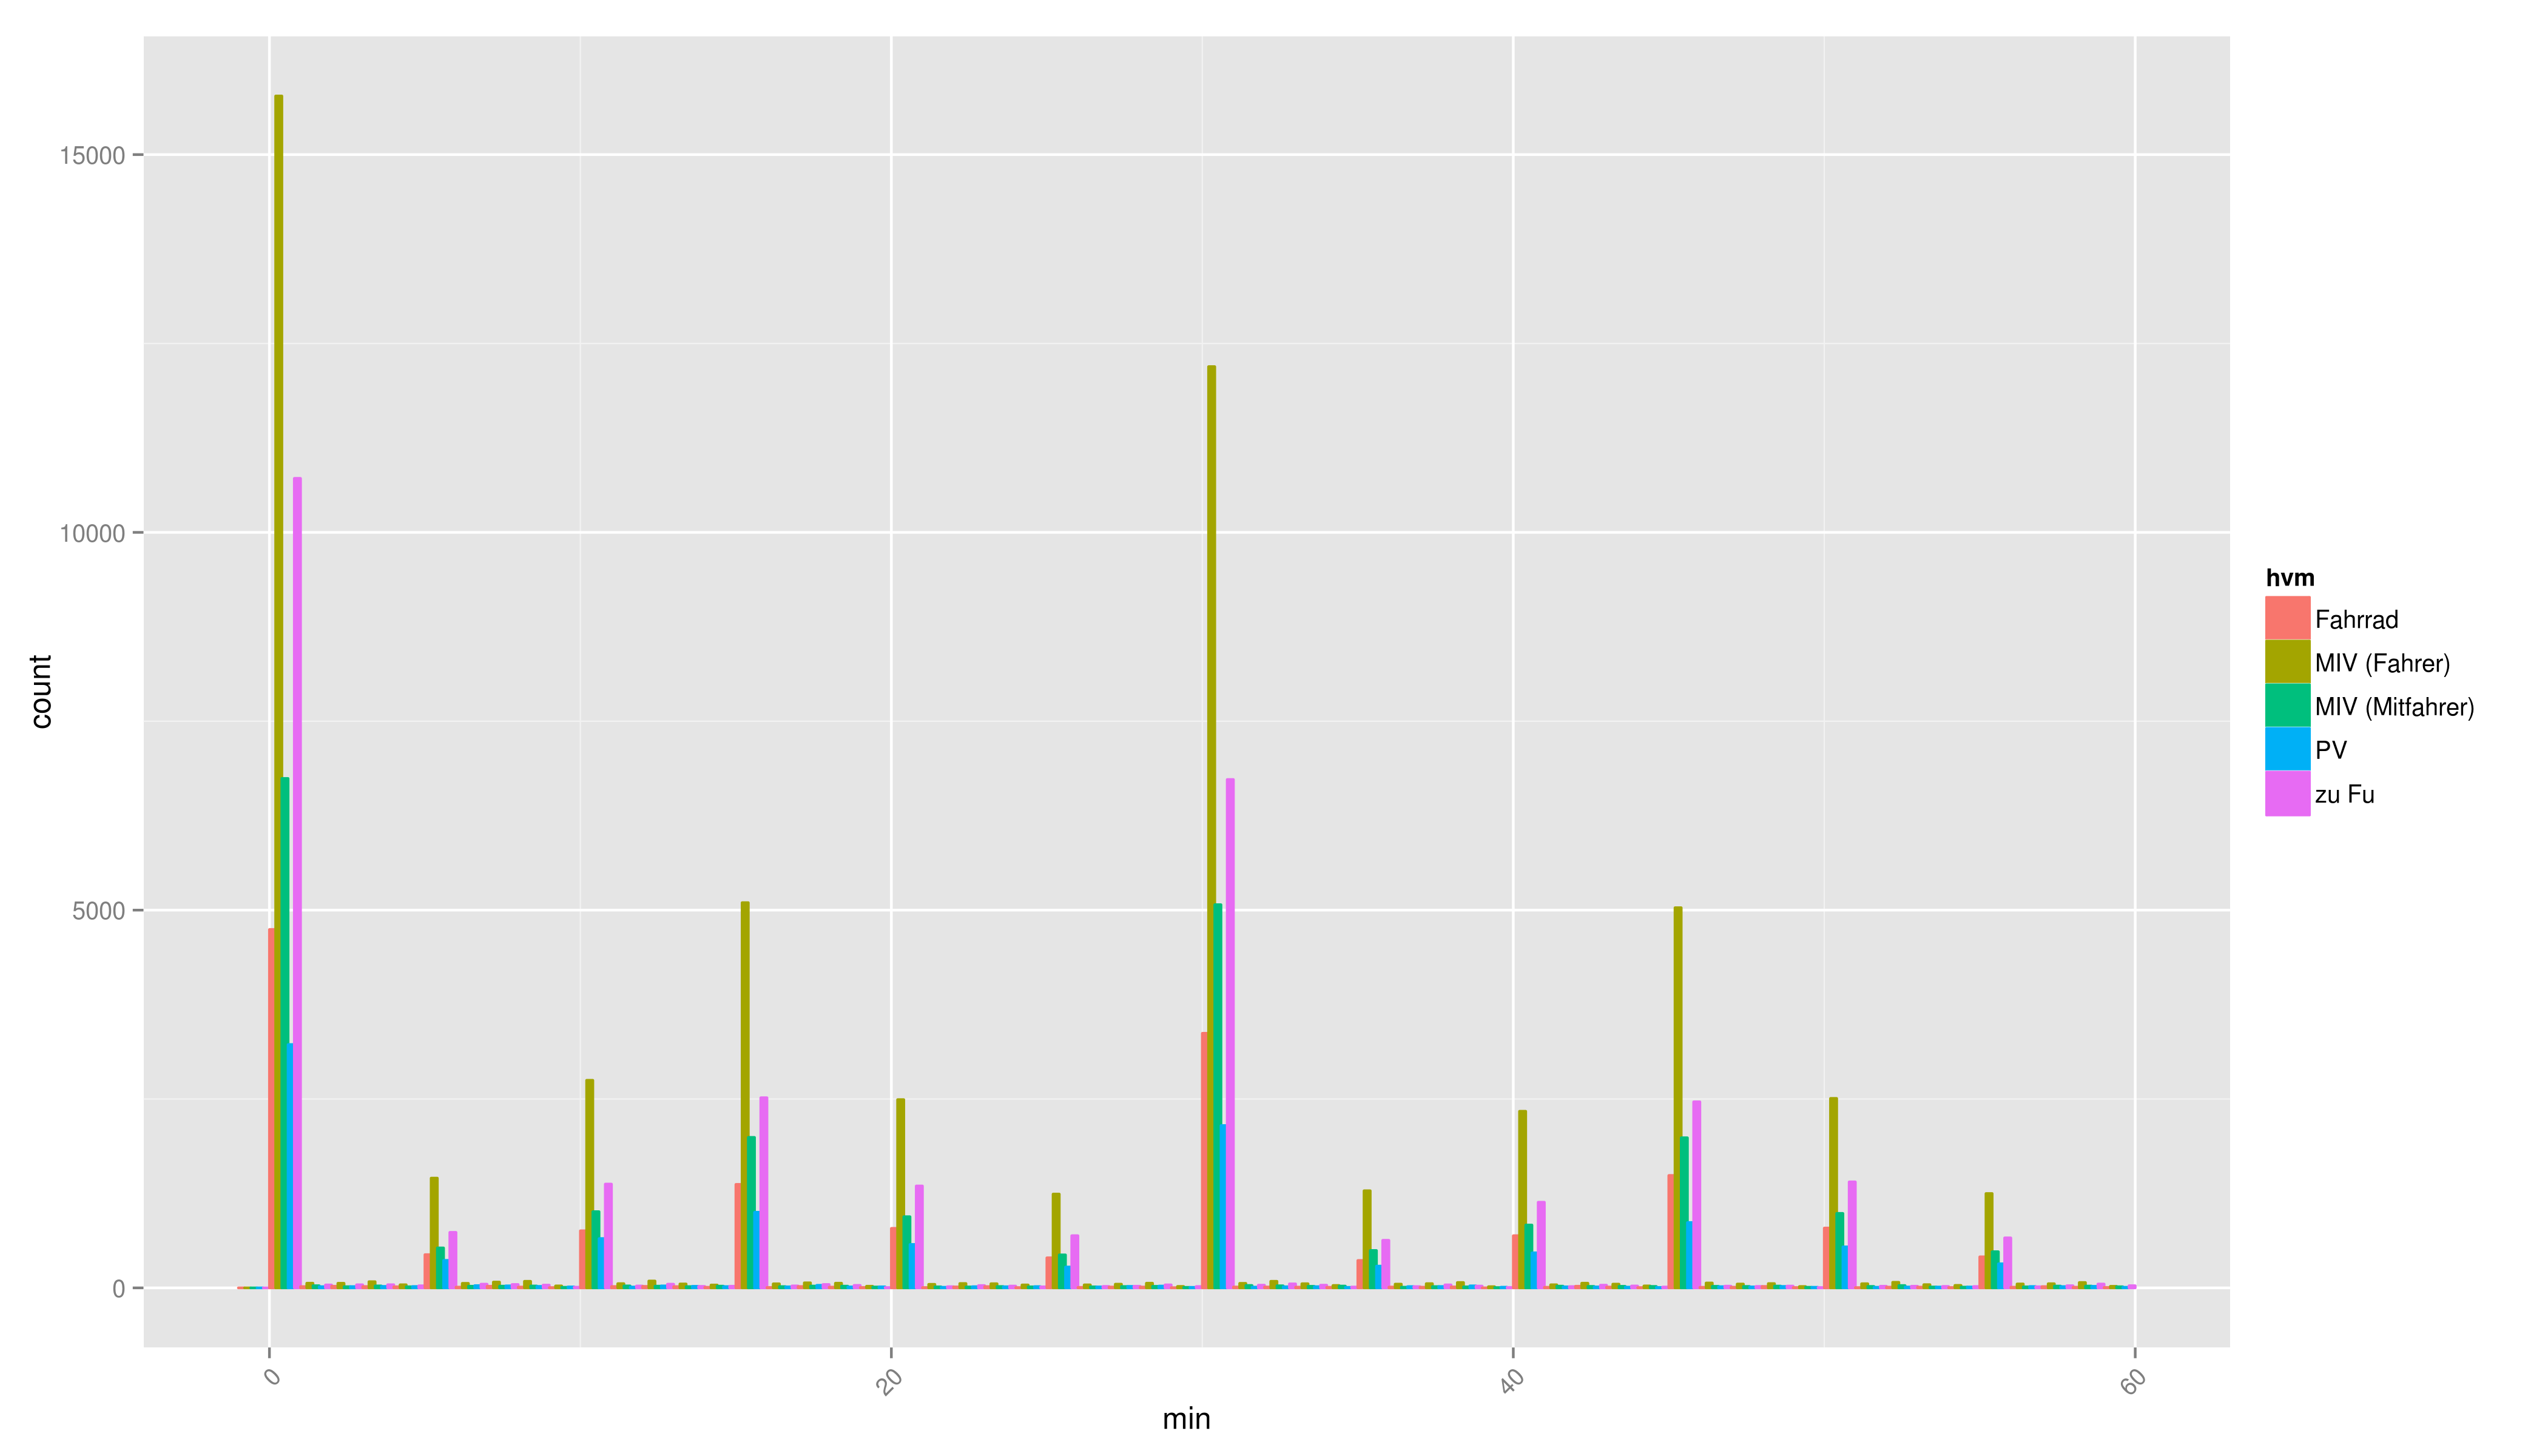 15000
10000
5000
0
count
0
20
40
60
min
hvm
Fahrrad
MIV (Fahrer)
MIV (Mitfahrer)
PV
zu Fu